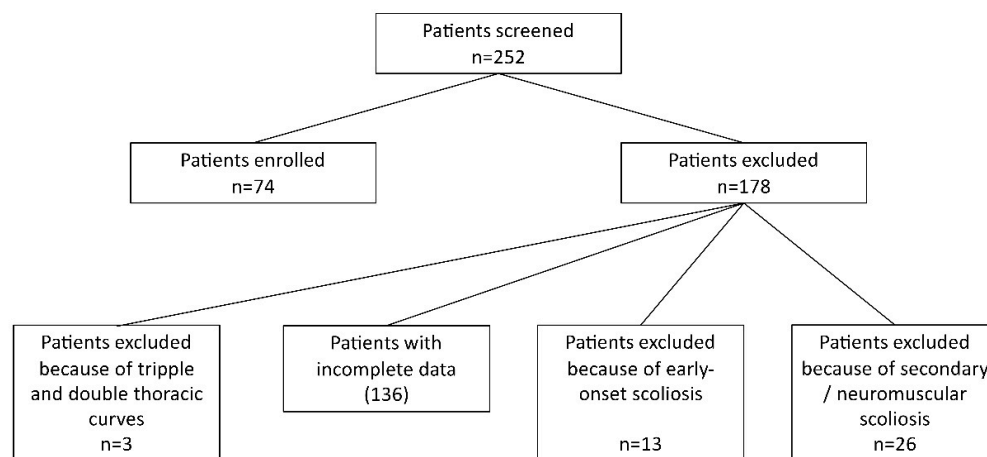 Patients screened
n=252
Patients enrolled
n=74
Patients excluded
n=178
Patients excluded
because of tripple
and double thoracic
curves
n=3
Patients with
incomplete data
(136)
Patients excluded
because of early-
onset scoliosis
n=13
Patients excluded
because of secondary
/ neuromuscular
scoliosis
n=26